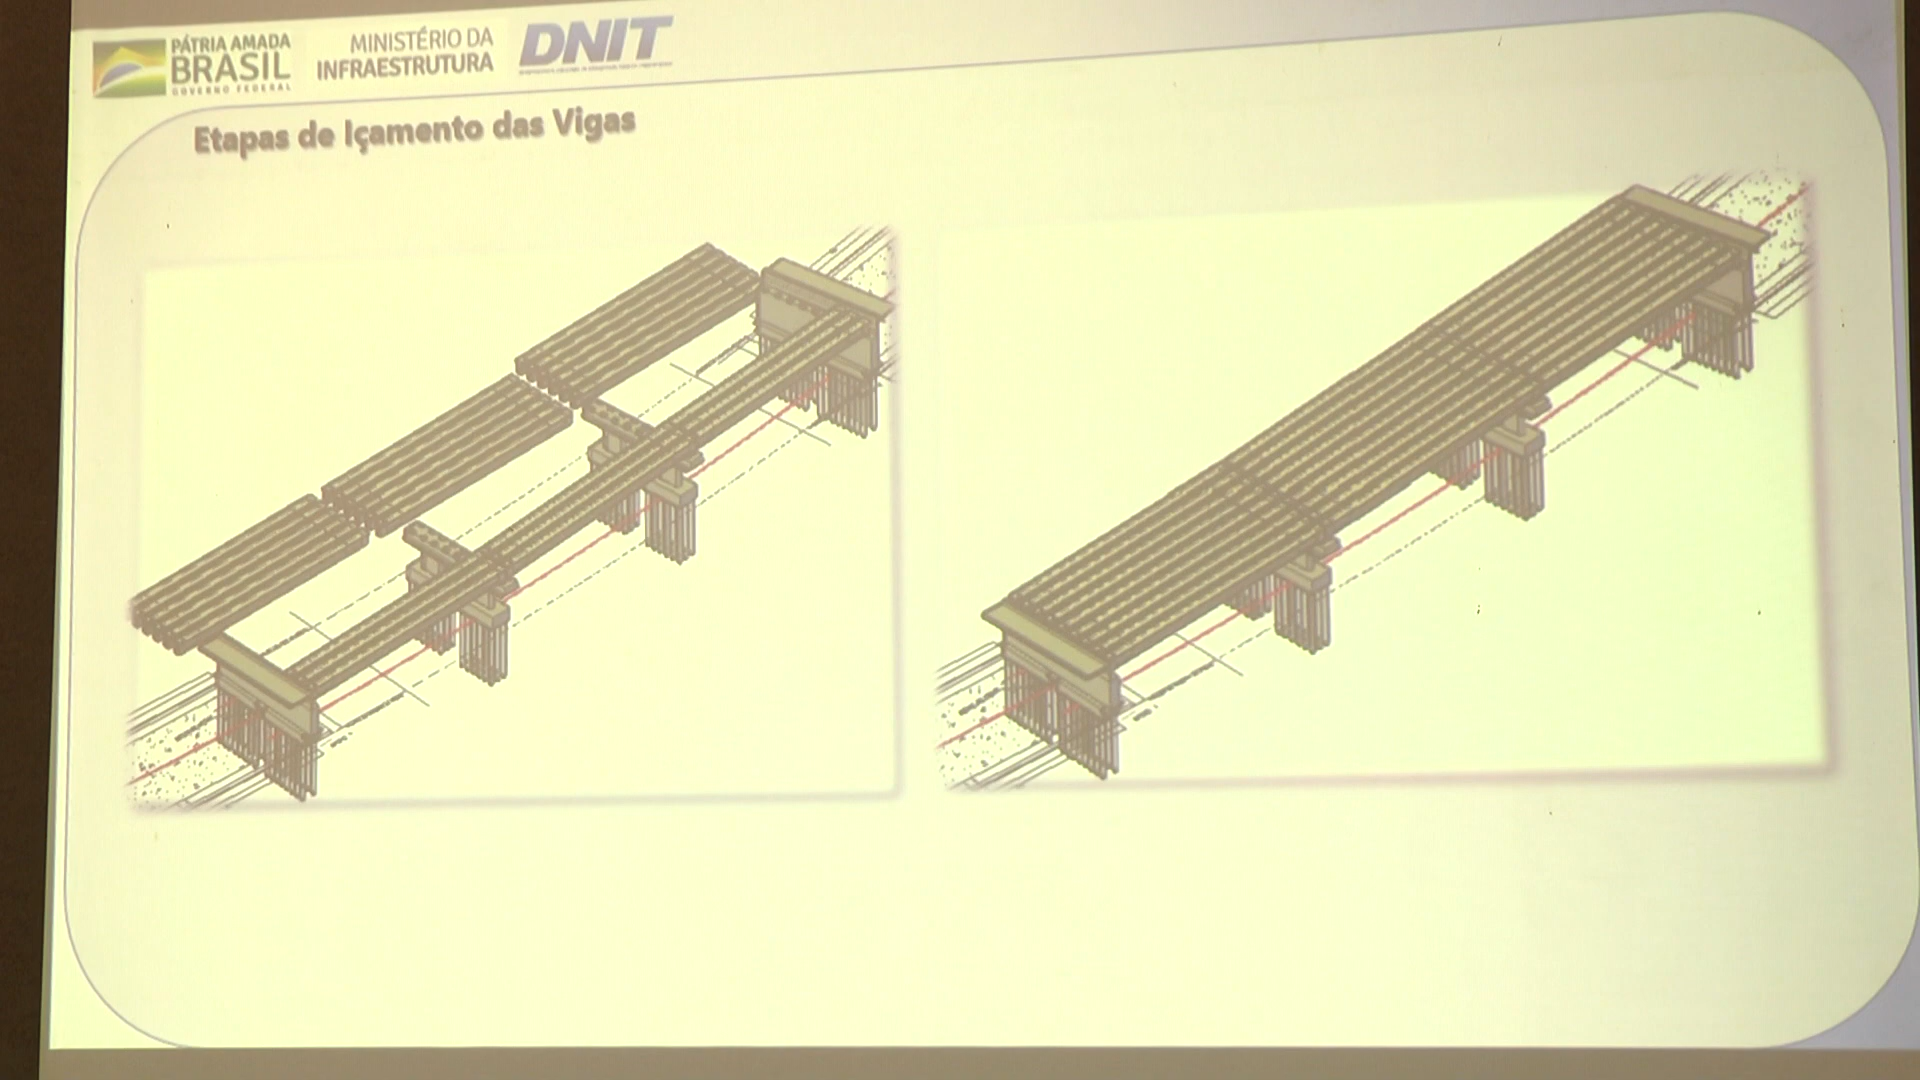 PÁTRIA AMADA
BRASIL
GOVERNO FEDERAL
MINISTÉRIO DA
INFRAESTRUTURA
DNIT
Etapas de Içamento das Vigas